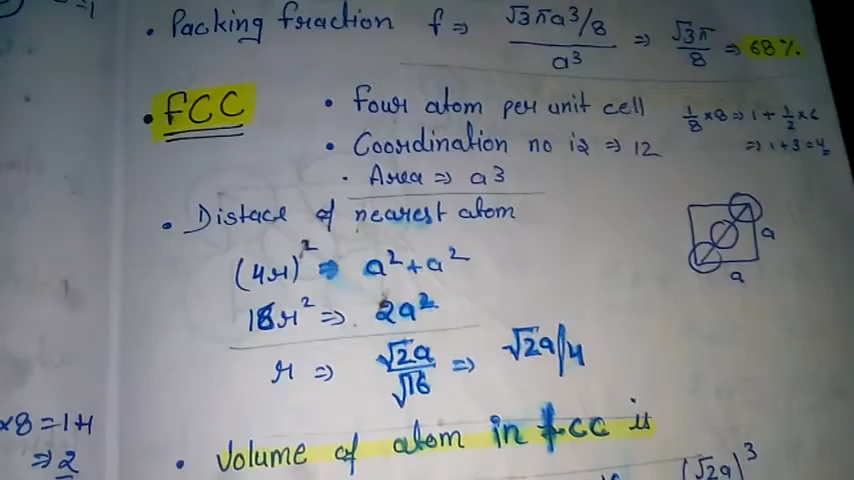 =1
• Packing fraction f ⇒ √3πa³/8 / a³ ⇒ √3π/8 ⇒ 68%.
• FCC
• Four atom per unit cell
1/8 × 8 ⇒ 1 + 1/2 × 6
⇒ 1 + 3 = 4
• Coordination no is ⇒ 12
• Area ⇒ a³
• Distace of nearest atom
a
a
(4r)² ⇒ a² + a²
16r² ⇒ 2a²
r ⇒ √2a/√16 ⇒ √2a/4
×8 = 1+1
⇒ 2
• Volume of atom in fcc is
(√2a)³